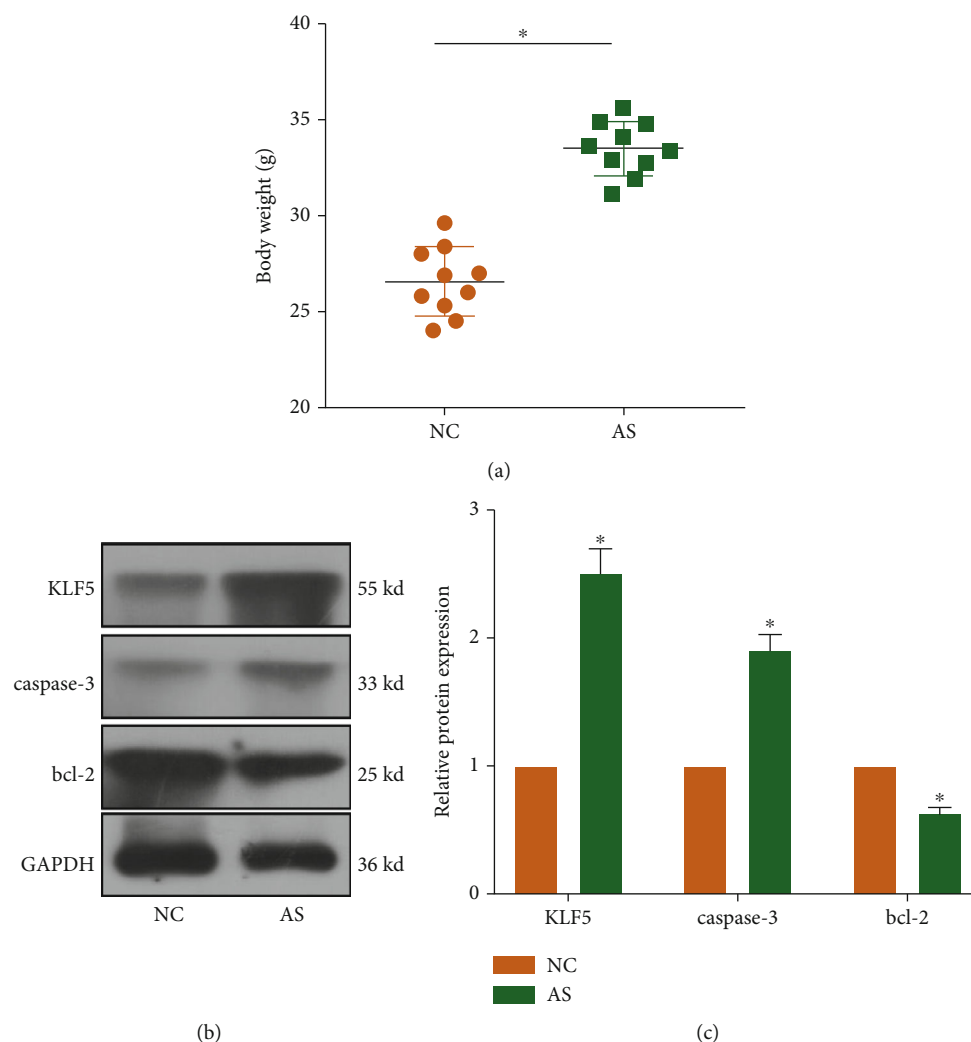 40
*
35
Body weight (g)
30
25
20
NC
AS
(a)
KLF5
55 kd
caspase-3
33 kd
bcl-2
25 kd
GAPDH
36 kd
NC
AS
(b)
3
*
*
2
Relative protein expression
1
*
0
KLF5
caspase-3
bcl-2
NC
AS
(c)